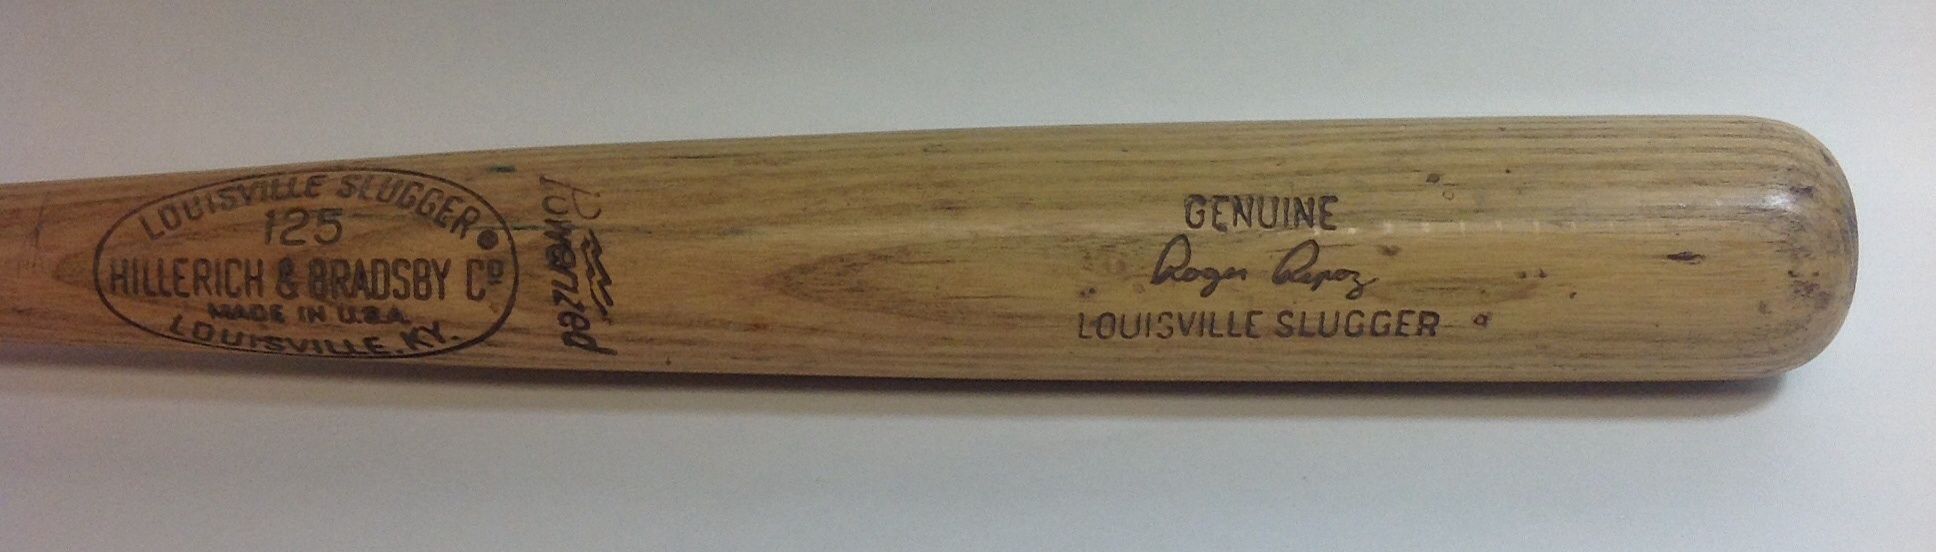 LOUISVILLE SLUGGER®
125
HILLERICH & BRADSBY Cº
MADE IN U.S.A.
LOUISVILLE, KY.
Powerized
GENUINE
Roger Repoz
LOUISVILLE SLUGGER